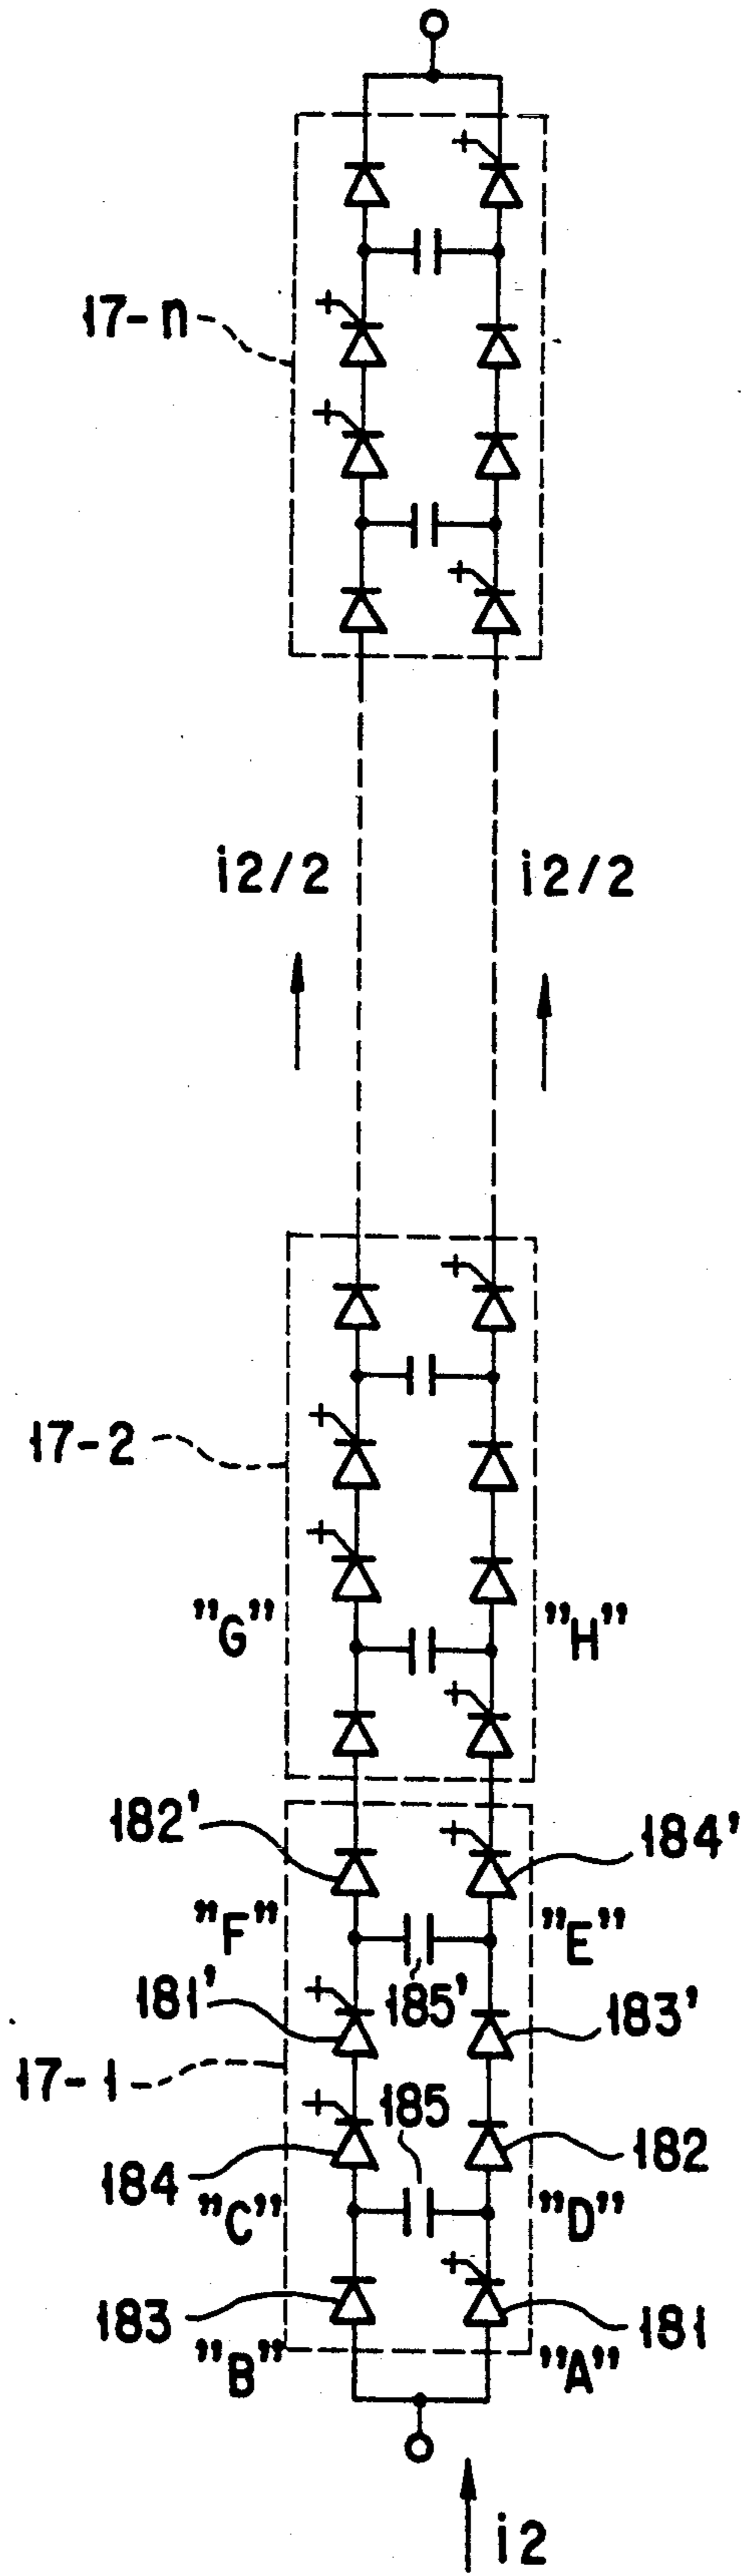 17-n
i2/2 i2/2
17-2
"G" "H"
182' 184'
"F" "E"
185'
181' 183'
17-1
185
184 182
"C" "D"
183 181
"B" "A"
i2